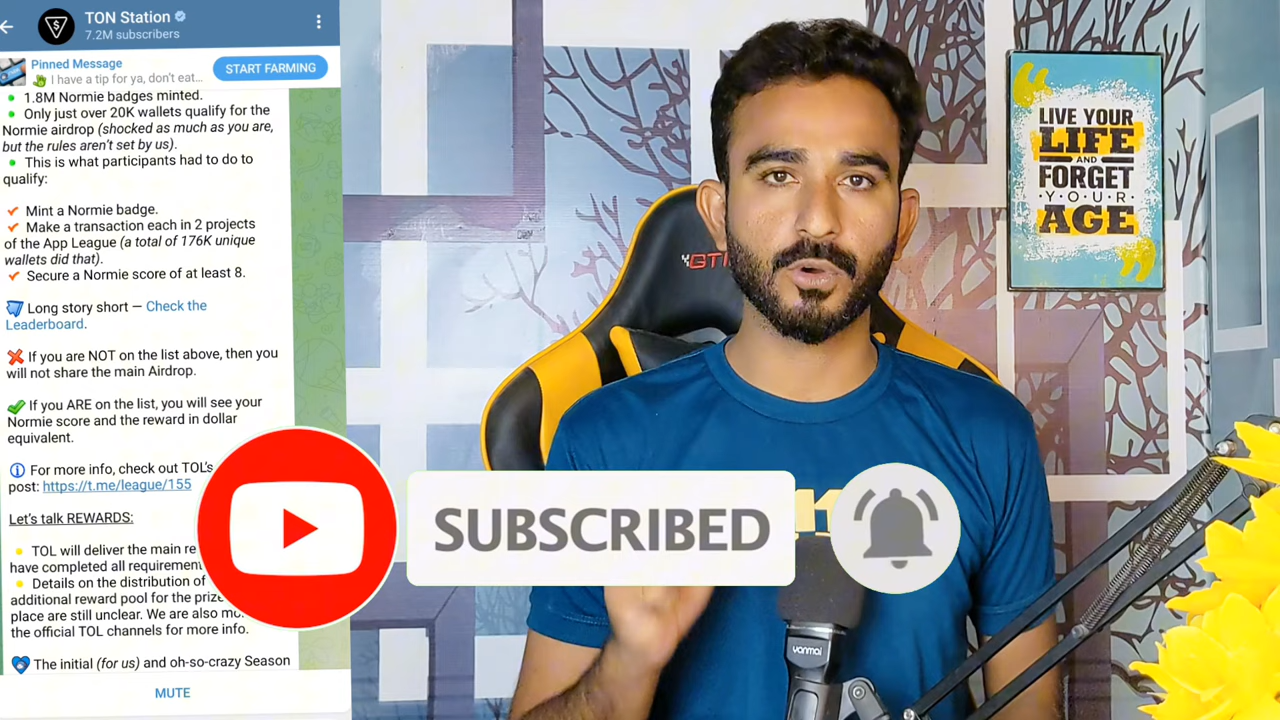 TON Station
7.2M subscribers
Pinned Message
I have a tip for ya, don't eat...
START FARMING
1.8M Normie badges minted.
Only just over 20K wallets qualify for the
Normie airdrop (shocked as much as you are,
but the rules aren't set by us).
This is what participants had to do to
qualify:
Mint a Normie badge.
Make a transaction each in 2 projects
of the App League (a total of 176K unique
wallets did that).
Secure a Normie score of at least 8.
Long story short — Check the
Leaderboard.
If you are NOT on the list above, then you
will not share the main Airdrop.
If you ARE on the list, you will see your
Normie score and the reward in dollar
equivalent.
For more info, check out TOL's
post: https://t.me/league/155
Let's talk REWARDS:
TOL will deliver the main
have completed all
Details on the distribution of
additional reward pool for the
place are still unclear. We are also
the official TOL channels for more info.
The initial (for us) and oh-so-crazy Season
MUTE
LIVE YOUR
LIFE
AND
FORGET
YOUR
AGE
SUBSCRIBED
yanmai